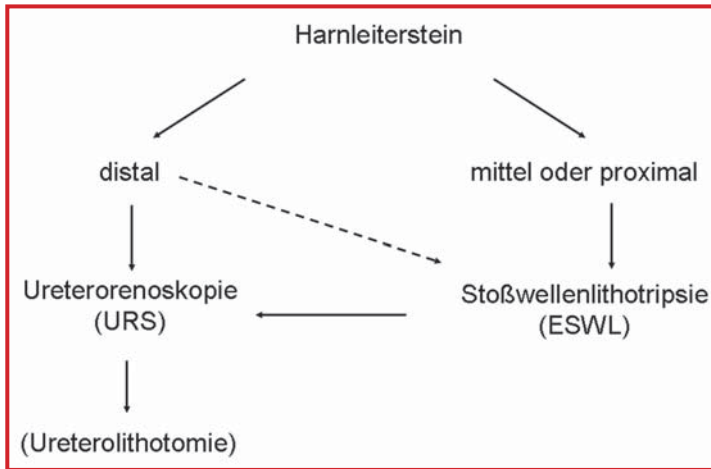 Harnleiterstein
distal
mittel oder proximal
Ureterorenoskopie
(URS)
Stoßwellenlithotripsie
(ESWL)
(Ureterolithotomie)